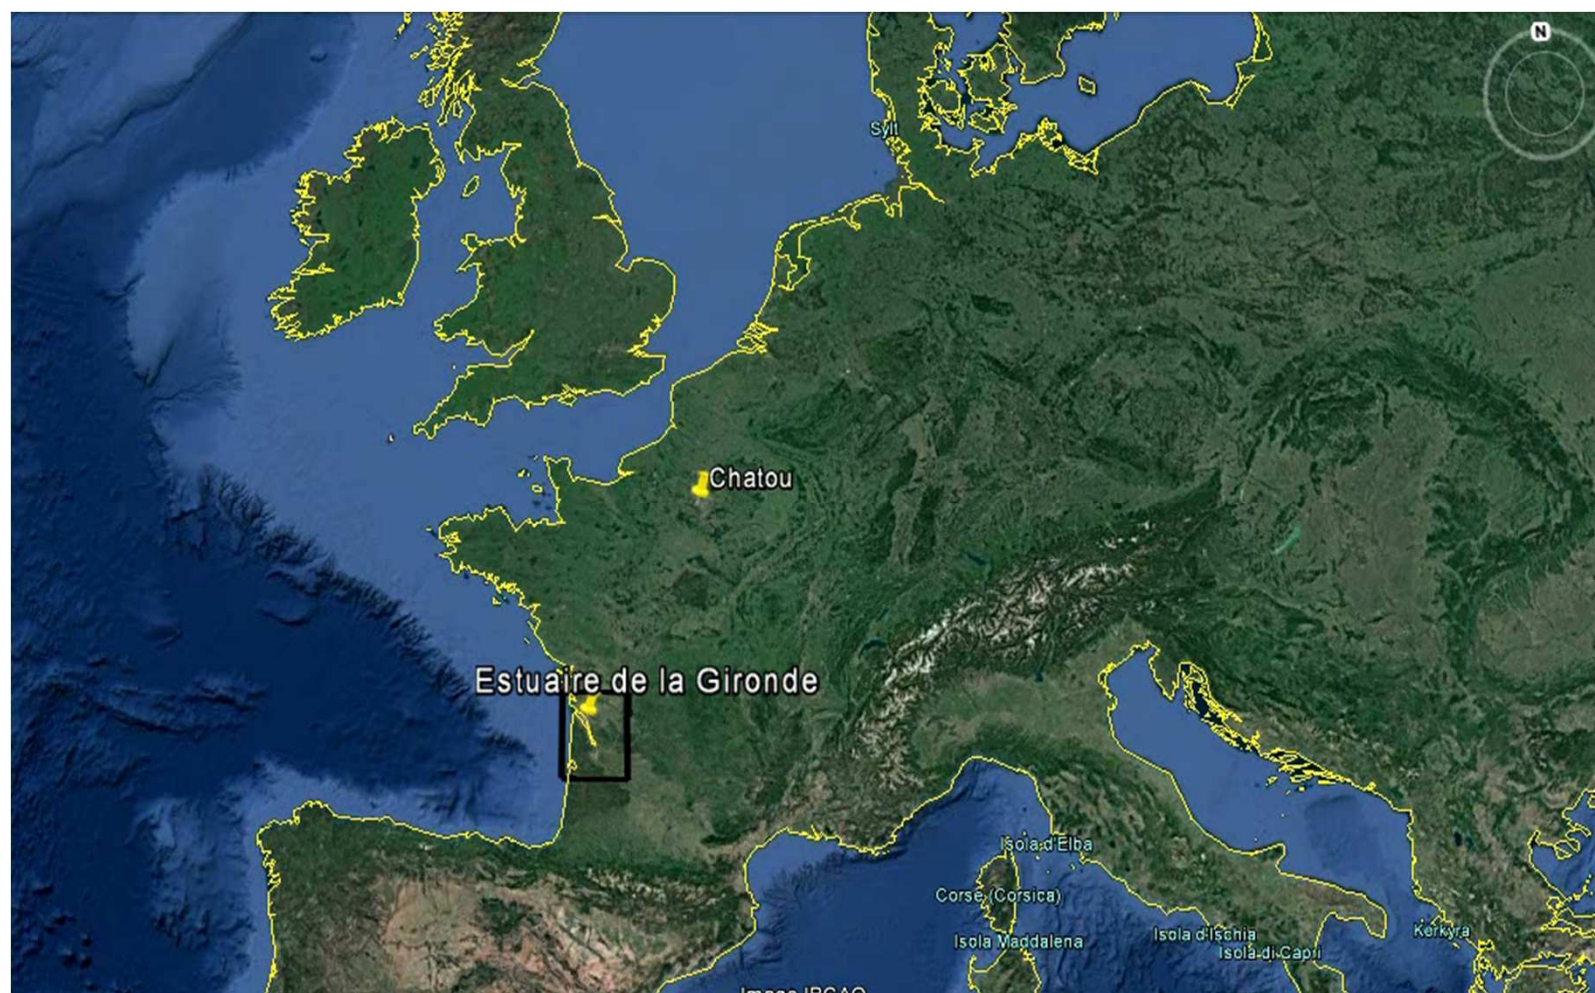 N
Sylt
Chatou
Estuaire de la Gironde
Isola d'Elba
Corse (Corsica)
Isola Maddalena
Isola d'Ischia
Isola di Capri
Kerkyra